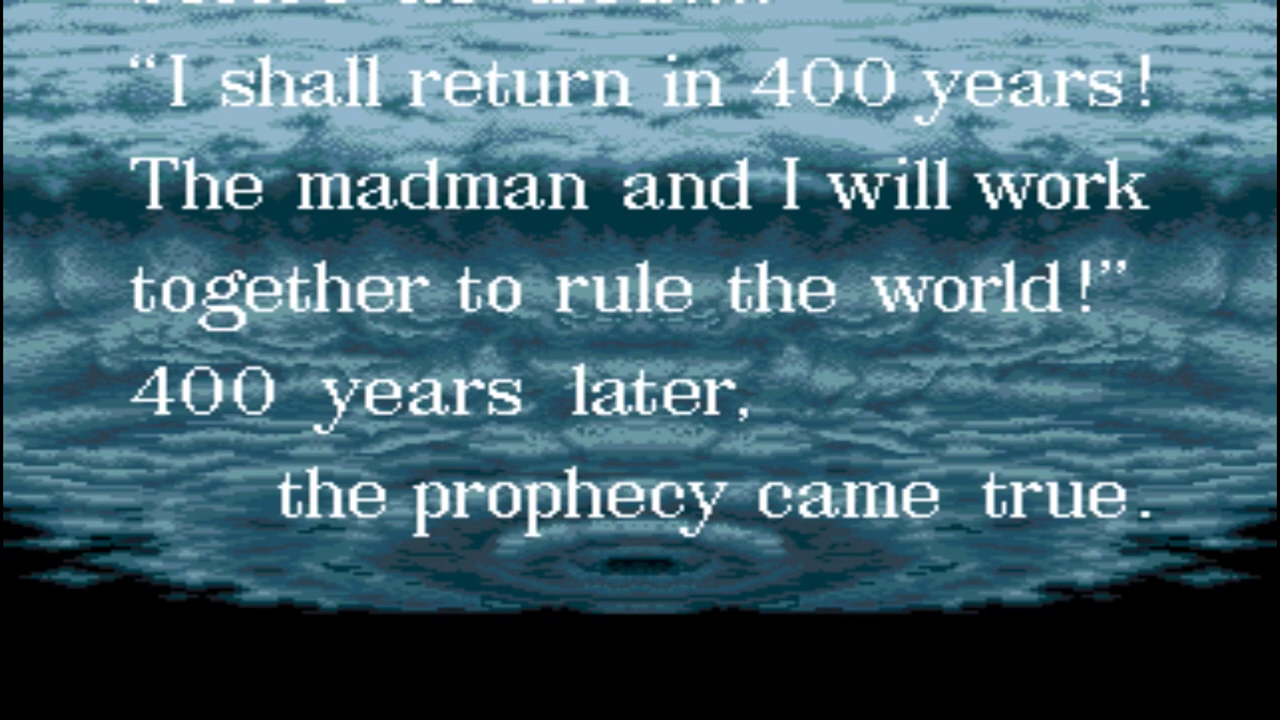 “I shall return in 400 years!
The madman and I will work
together to rule the world!”
400 years later,
the prophecy came true.